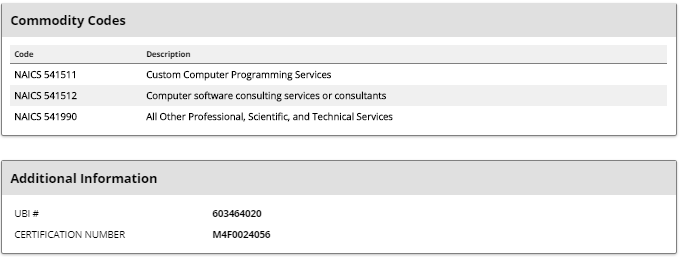 Commodity Codes
Code Description
NAICS 541511 Custom Computer Programming Services
NAICS 541512 Computer software consulting services or consultants
NAICS 541990 All Other Professional, Scientific, and Technical Services
Additional Information
UBI # 603464020
CERTIFICATION NUMBER M4F0024056